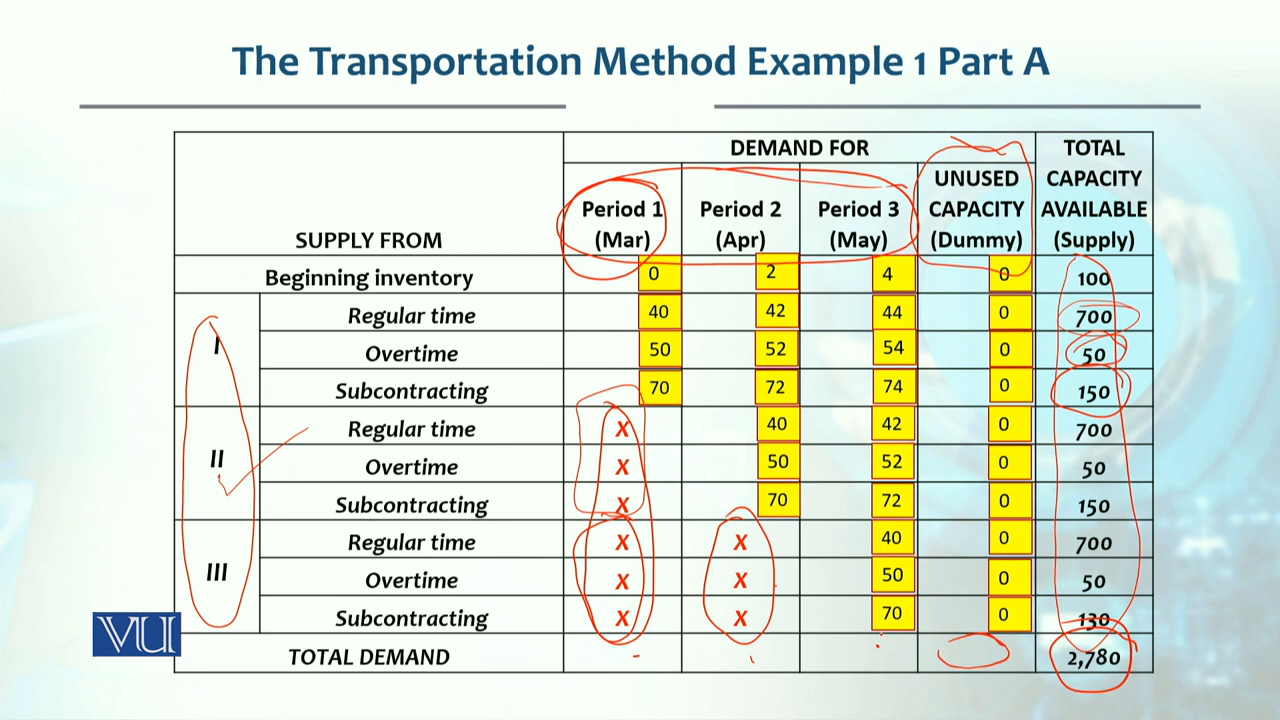 The Transportation Method Example 1 Part A
SUPPLY FROM DEMAND FOR TOTAL CAPACITY AVAILABLE (Supply)
Period 1 (Mar) Period 2 (Apr) Period 3 (May) UNUSED CAPACITY (Dummy)
Beginning inventory 0 2 4 0 100
I Regular time 40 42 44 0 700
Overtime 50 52 54 0 50
Subcontracting 70 72 74 0 150
II Regular time X 40 42 0 700
Overtime X 50 52 0 50
Subcontracting X 70 72 0 150
III Regular time X X 40 0 700
Overtime X X 50 0 50
Subcontracting X X 70 0 130
TOTAL DEMAND 2,780
VU